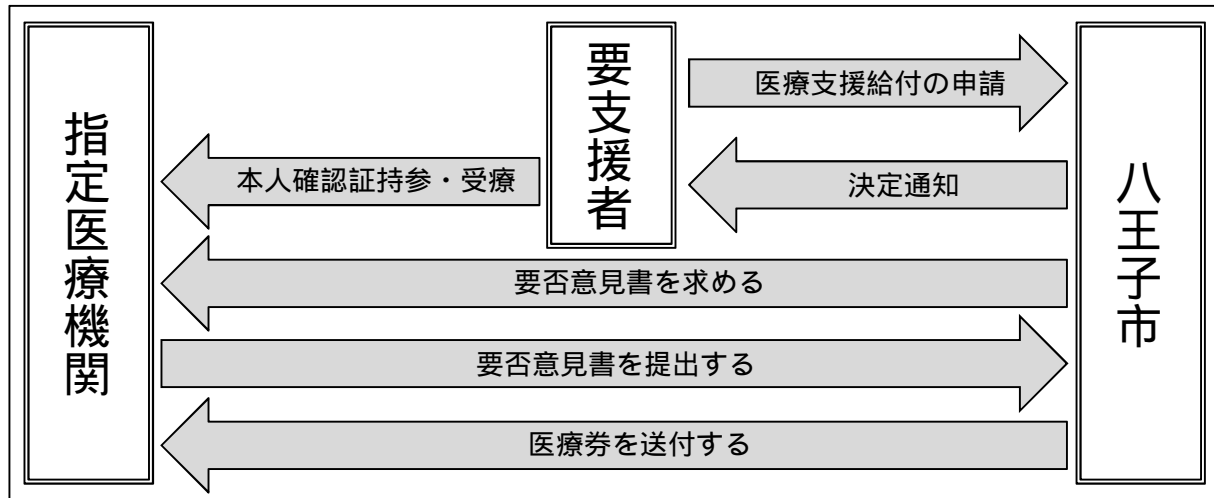 指定医療機関
要支援者
八王子市
医療支援給付の申請
本人確認証持参・受療
決定通知
要否意見書を求める
要否意見書を提出する
医療券を送付する